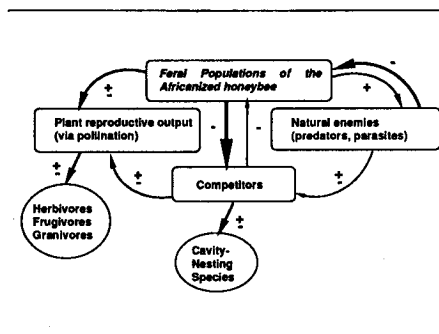 Feral Populations of the
Africanized honeybee
-
±
+
Plant reproductive output
(via pollination)
Natural enemies
(predators, parasites)
-
-
±
±
±
Competitors
±
Herbivores
Frugivores
Granivores
Cavity-
Nesting
Species